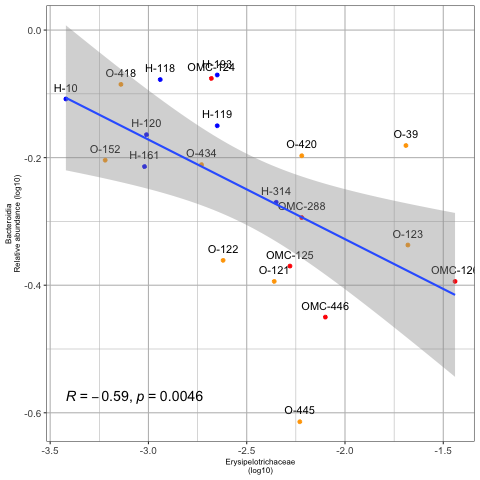 0.0
-0.2
-0.4
-0.6
Bacteroidia
Relative abundance (log10)
H-10
O-418
H-118
OMC-124
H-119
H-120
O-152
H-161
O-434
O-420
O-39
H-314
OMC-288
O-123
O-122
OMC-125
O-121
OMC-126
OMC-446
O-445
R = −0.59, p = 0.0046
-3.5
-3.0
-2.5
-2.0
-1.5
Erysipelotrichaceae
(log10)